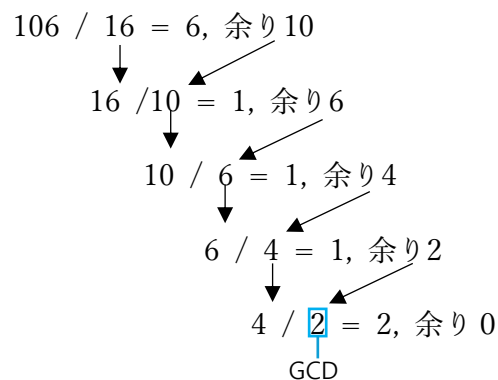 106 / 16 = 6, 余り10
16 /10 = 1, 余り6
10 / 6 = 1, 余り4
6 / 4 = 1, 余り2
4 / 2 = 2, 余り 0
GCD